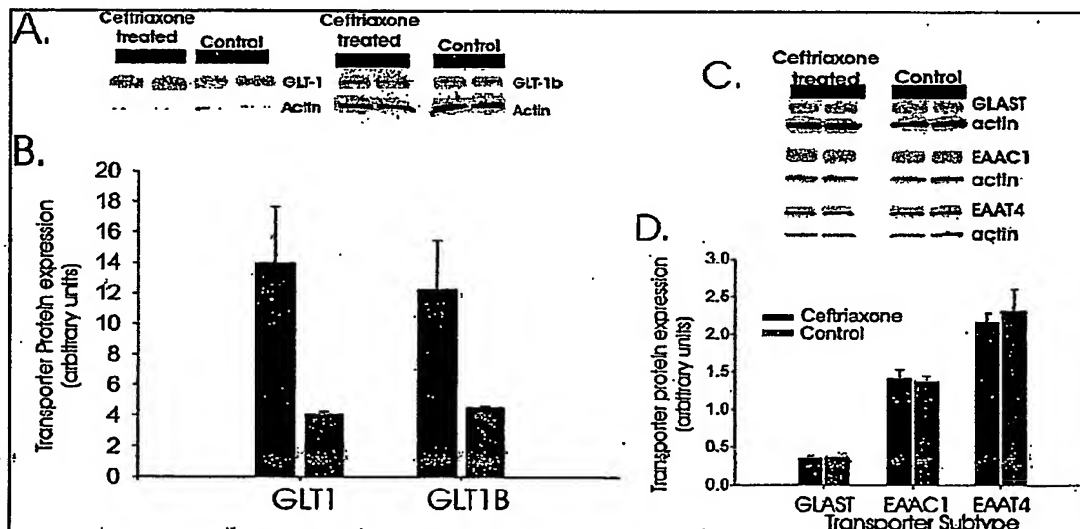 A.
Ceftriaxone
treated
Control
GLT-1
Actin
Ceftriaxone
treated
Control
GLT-1b
Actin
B.
Transporter Protein expression
(arbitrary units)
20
18
16
14
12
10
8
6
4
2
0
GLT1
GLT1B
C.
Ceftriaxone
treated
Control
GLAST
actin
EAAC1
actin
EAAT4
actin
D.
Transporter protein expression
(arbitrary units)
3.0
2.5
2.0
1.5
1.0
0.5
0.0
Ceftriaxone
Control
GLAST
EAAC1
EAAT4
Transporter Subtype